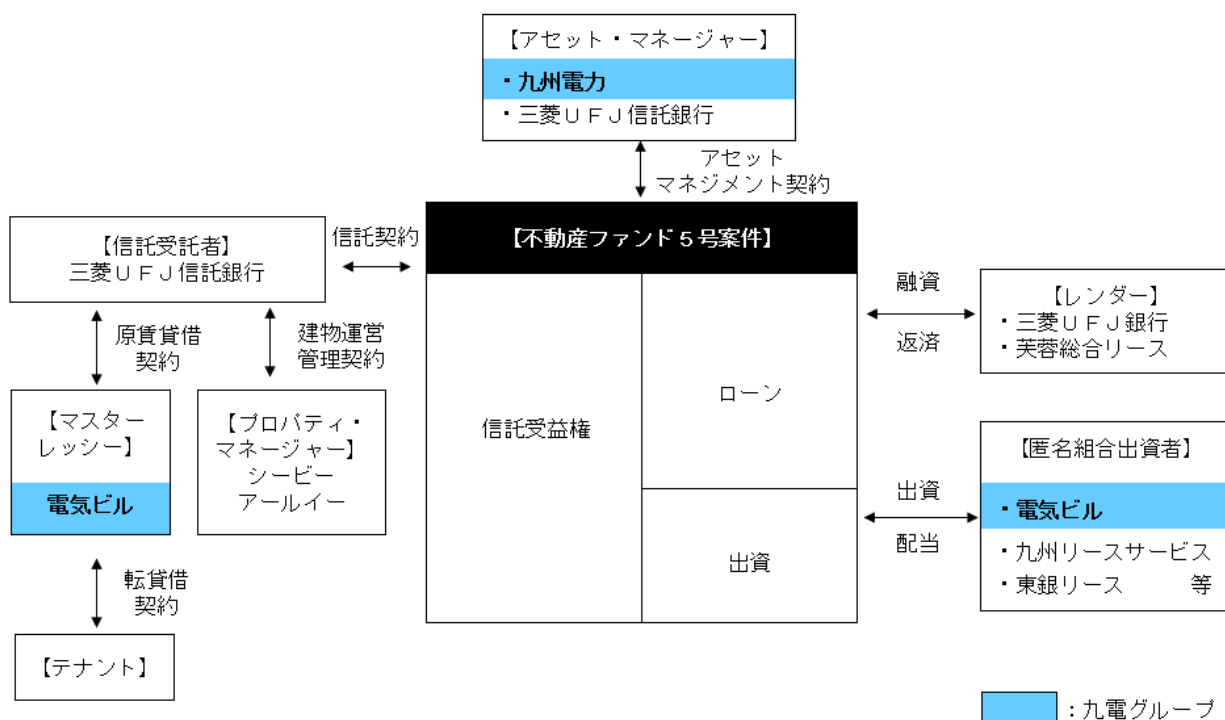 【アセット・マネージャー】
・九州電力
・三菱ＵＦＪ信託銀行
アセット
マネジメント契約
【信託受託者】
三菱ＵＦＪ信託銀行
信託契約
【不動産ファンド５号案件】
信託受益権
ローン
出資
融資
返済
【レンダー】
・三菱ＵＦＪ銀行
・芙蓉総合リース
原賃貸借
契約
建物運営
管理契約
【マスター
レッシー】
電気ビル
【プロパティ・
マネージャー】
シービー
アールイー
出資
配当
【匿名組合出資者】
・電気ビル
・九州リースサービス
・東銀リース　　等
転貸借
契約
【テナント】
：九電グループ